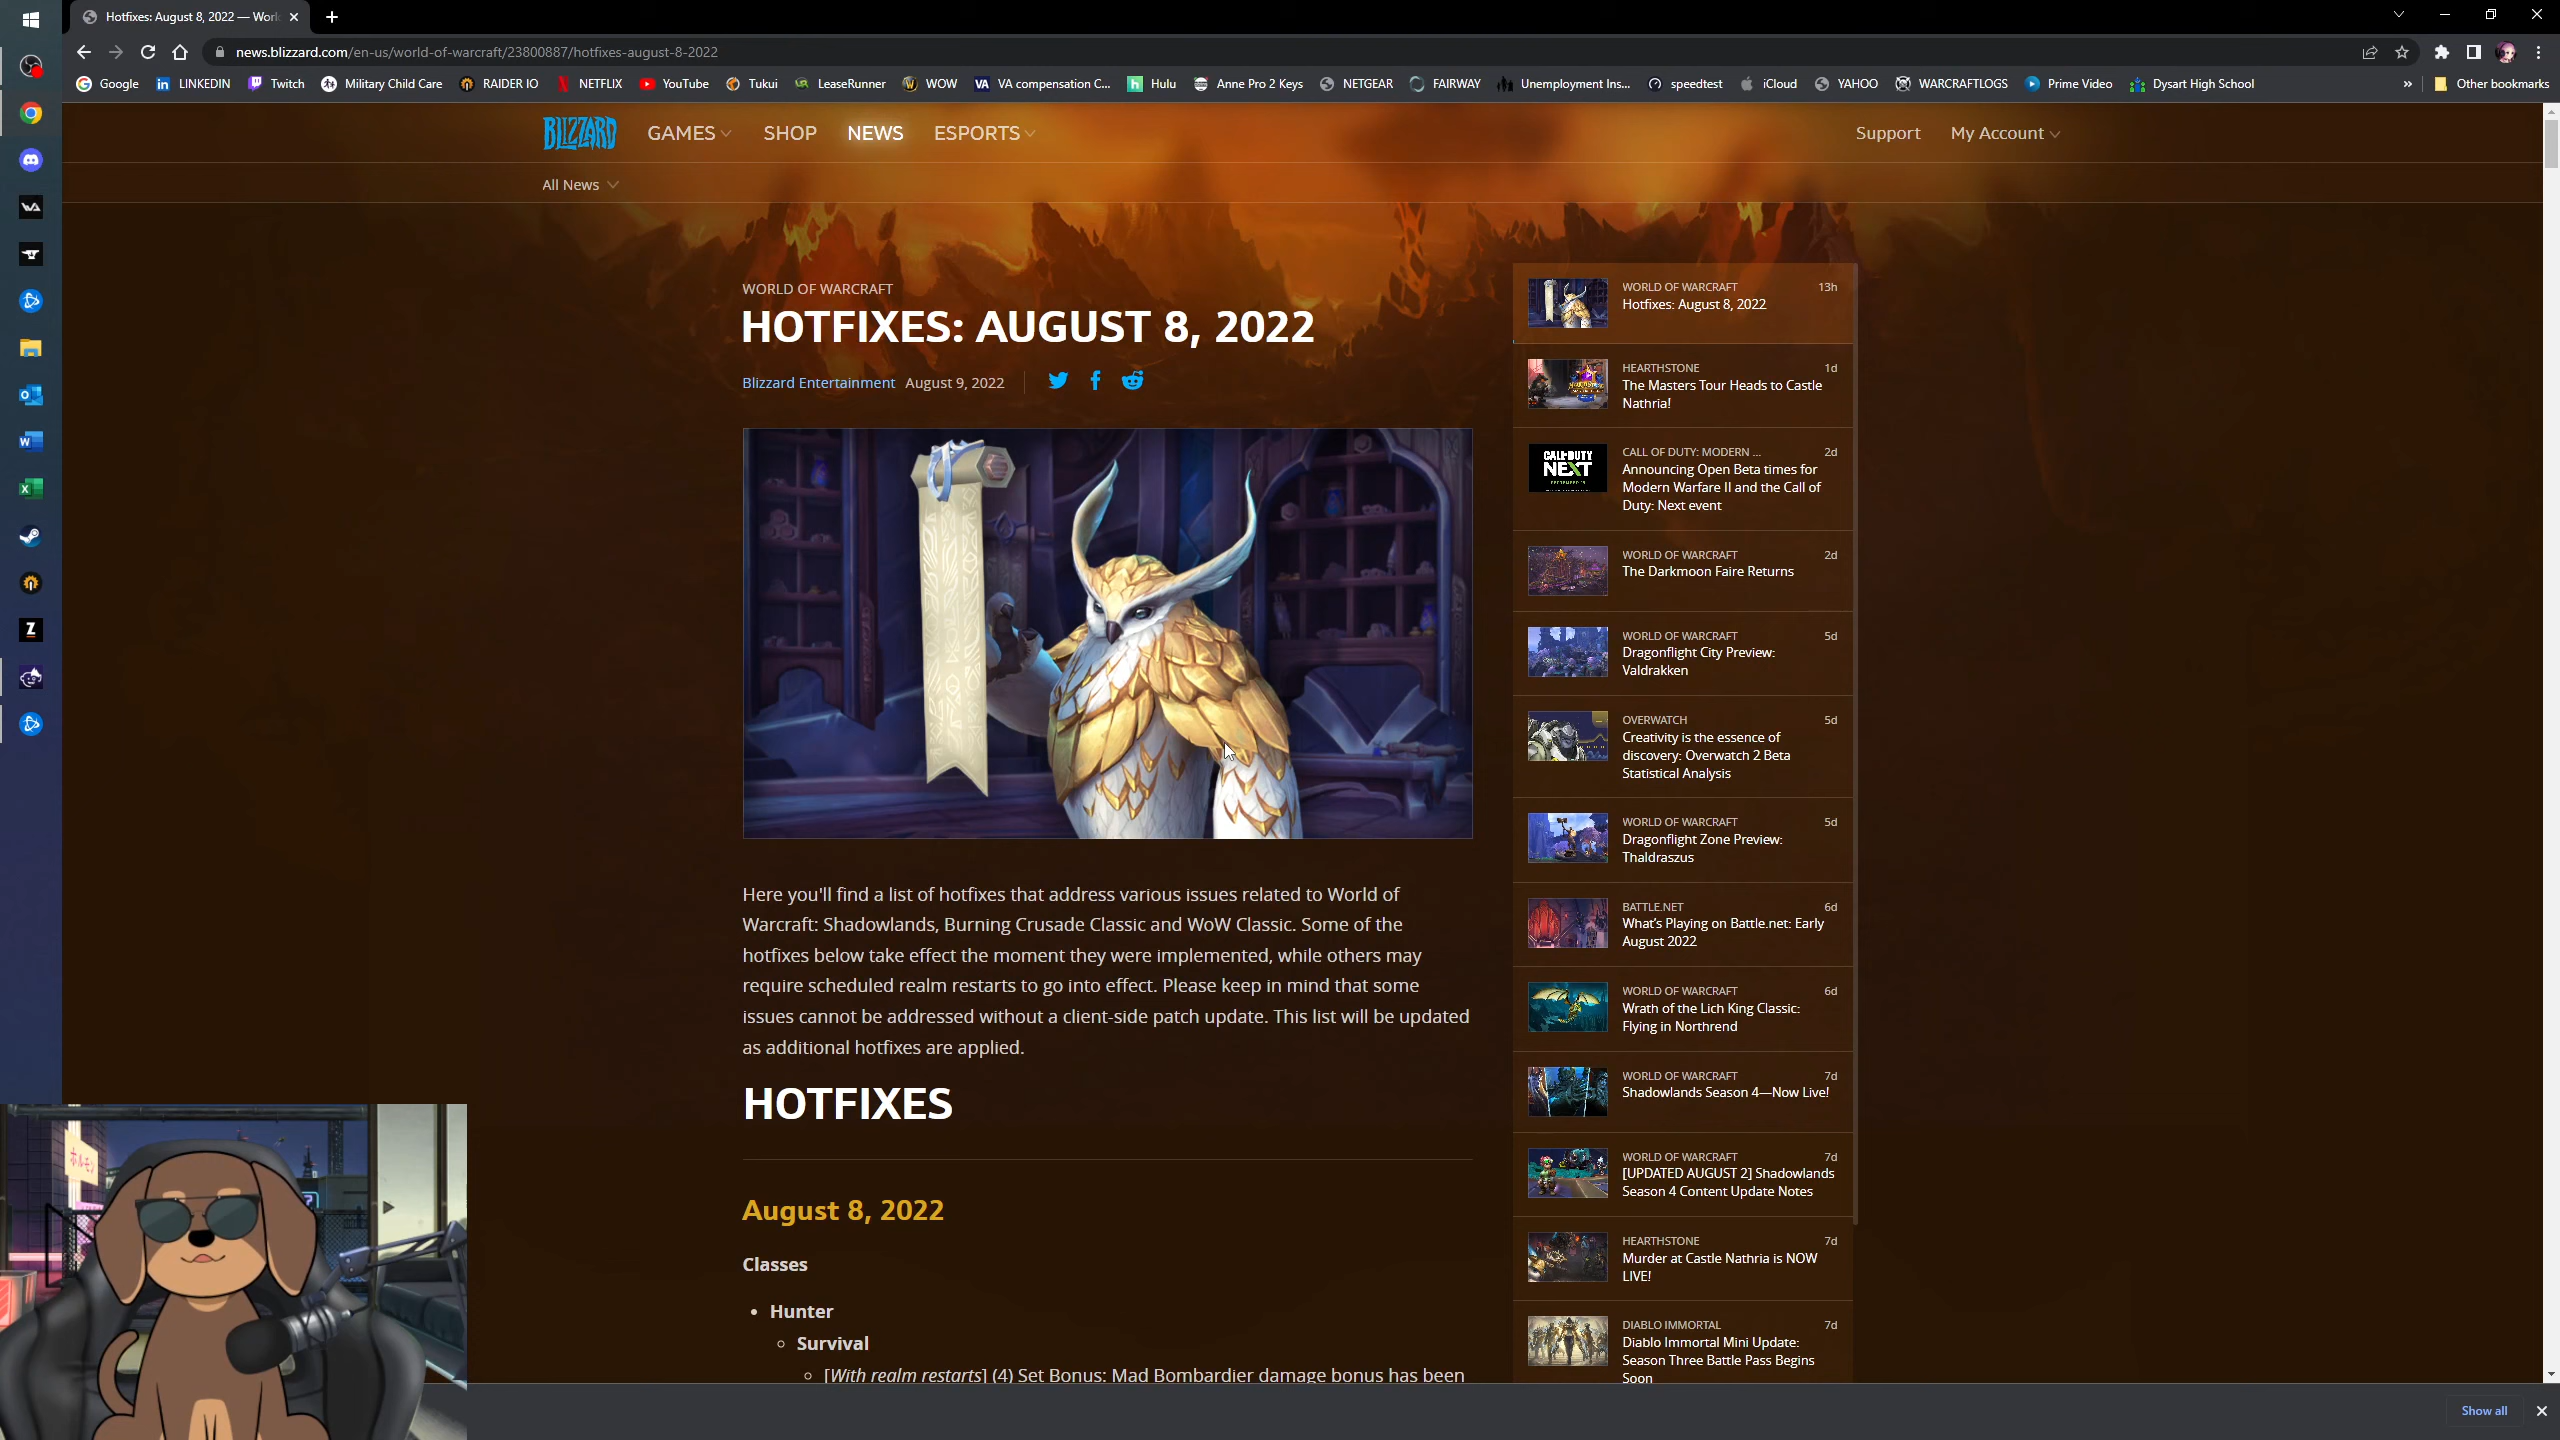 Hotfixes: August 8, 2022 — Worl
news.blizzard.com/en-us/world-of-warcraft/23800887/hotfixes-august-8-2022
Google LINKEDIN Twitch Military Child Care RAIDER IO NETFLIX YouTube Tukui LeaseRunner WOW VA compensation C... Hulu Anne Pro 2 Keys NETGEAR FAIRWAY Unemployment Ins... speedtest iCloud YAHOO WARCRAFTLOGS Prime Video Dysart High School » Other bookmarks
BLIZZARD GAMES SHOP NEWS ESPORTS Support My Account
All News
WORLD OF WARCRAFT
HOTFIXES: AUGUST 8, 2022
Blizzard Entertainment August 9, 2022
Here you'll find a list of hotfixes that address various issues related to World of
Warcraft: Shadowlands, Burning Crusade Classic and WoW Classic. Some of the
hotfixes below take effect the moment they were implemented, while others may
require scheduled realm restarts to go into effect. Please keep in mind that some
issues cannot be addressed without a client-side patch update. This list will be updated
as additional hotfixes are applied.
HOTFIXES
August 8, 2022
Classes
• Hunter
Survival
[With realm restarts] (4) Set Bonus: Mad Bombardier damage bonus has been
WORLD OF WARCRAFT 13h
Hotfixes: August 8, 2022
HEARTHSTONE 1d
The Masters Tour Heads to Castle
Nathria!
CALL OF DUTY: MODERN ... 2d
Announcing Open Beta times for
Modern Warfare II and the Call of
Duty: Next event
CALL OF DUTY
NEXT
WORLD OF WARCRAFT 2d
The Darkmoon Faire Returns
WORLD OF WARCRAFT 5d
Dragonflight City Preview:
Valdrakken
OVERWATCH 5d
Creativity is the essence of
discovery: Overwatch 2 Beta
Statistical Analysis
WORLD OF WARCRAFT 5d
Dragonflight Zone Preview:
Thaldraszus
BATTLE.NET 6d
What's Playing on Battle.net: Early
August 2022
WORLD OF WARCRAFT 6d
Wrath of the Lich King Classic:
Flying in Northrend
WORLD OF WARCRAFT 7d
Shadowlands Season 4—Now Live!
WORLD OF WARCRAFT 7d
[UPDATED AUGUST 2] Shadowlands
Season 4 Content Update Notes
HEARTHSTONE 7d
Murder at Castle Nathria is NOW
LIVE!
DIABLO IMMORTAL 7d
Diablo Immortal Mini Update:
Season Three Battle Pass Begins
Soon
ホルモン
Show all